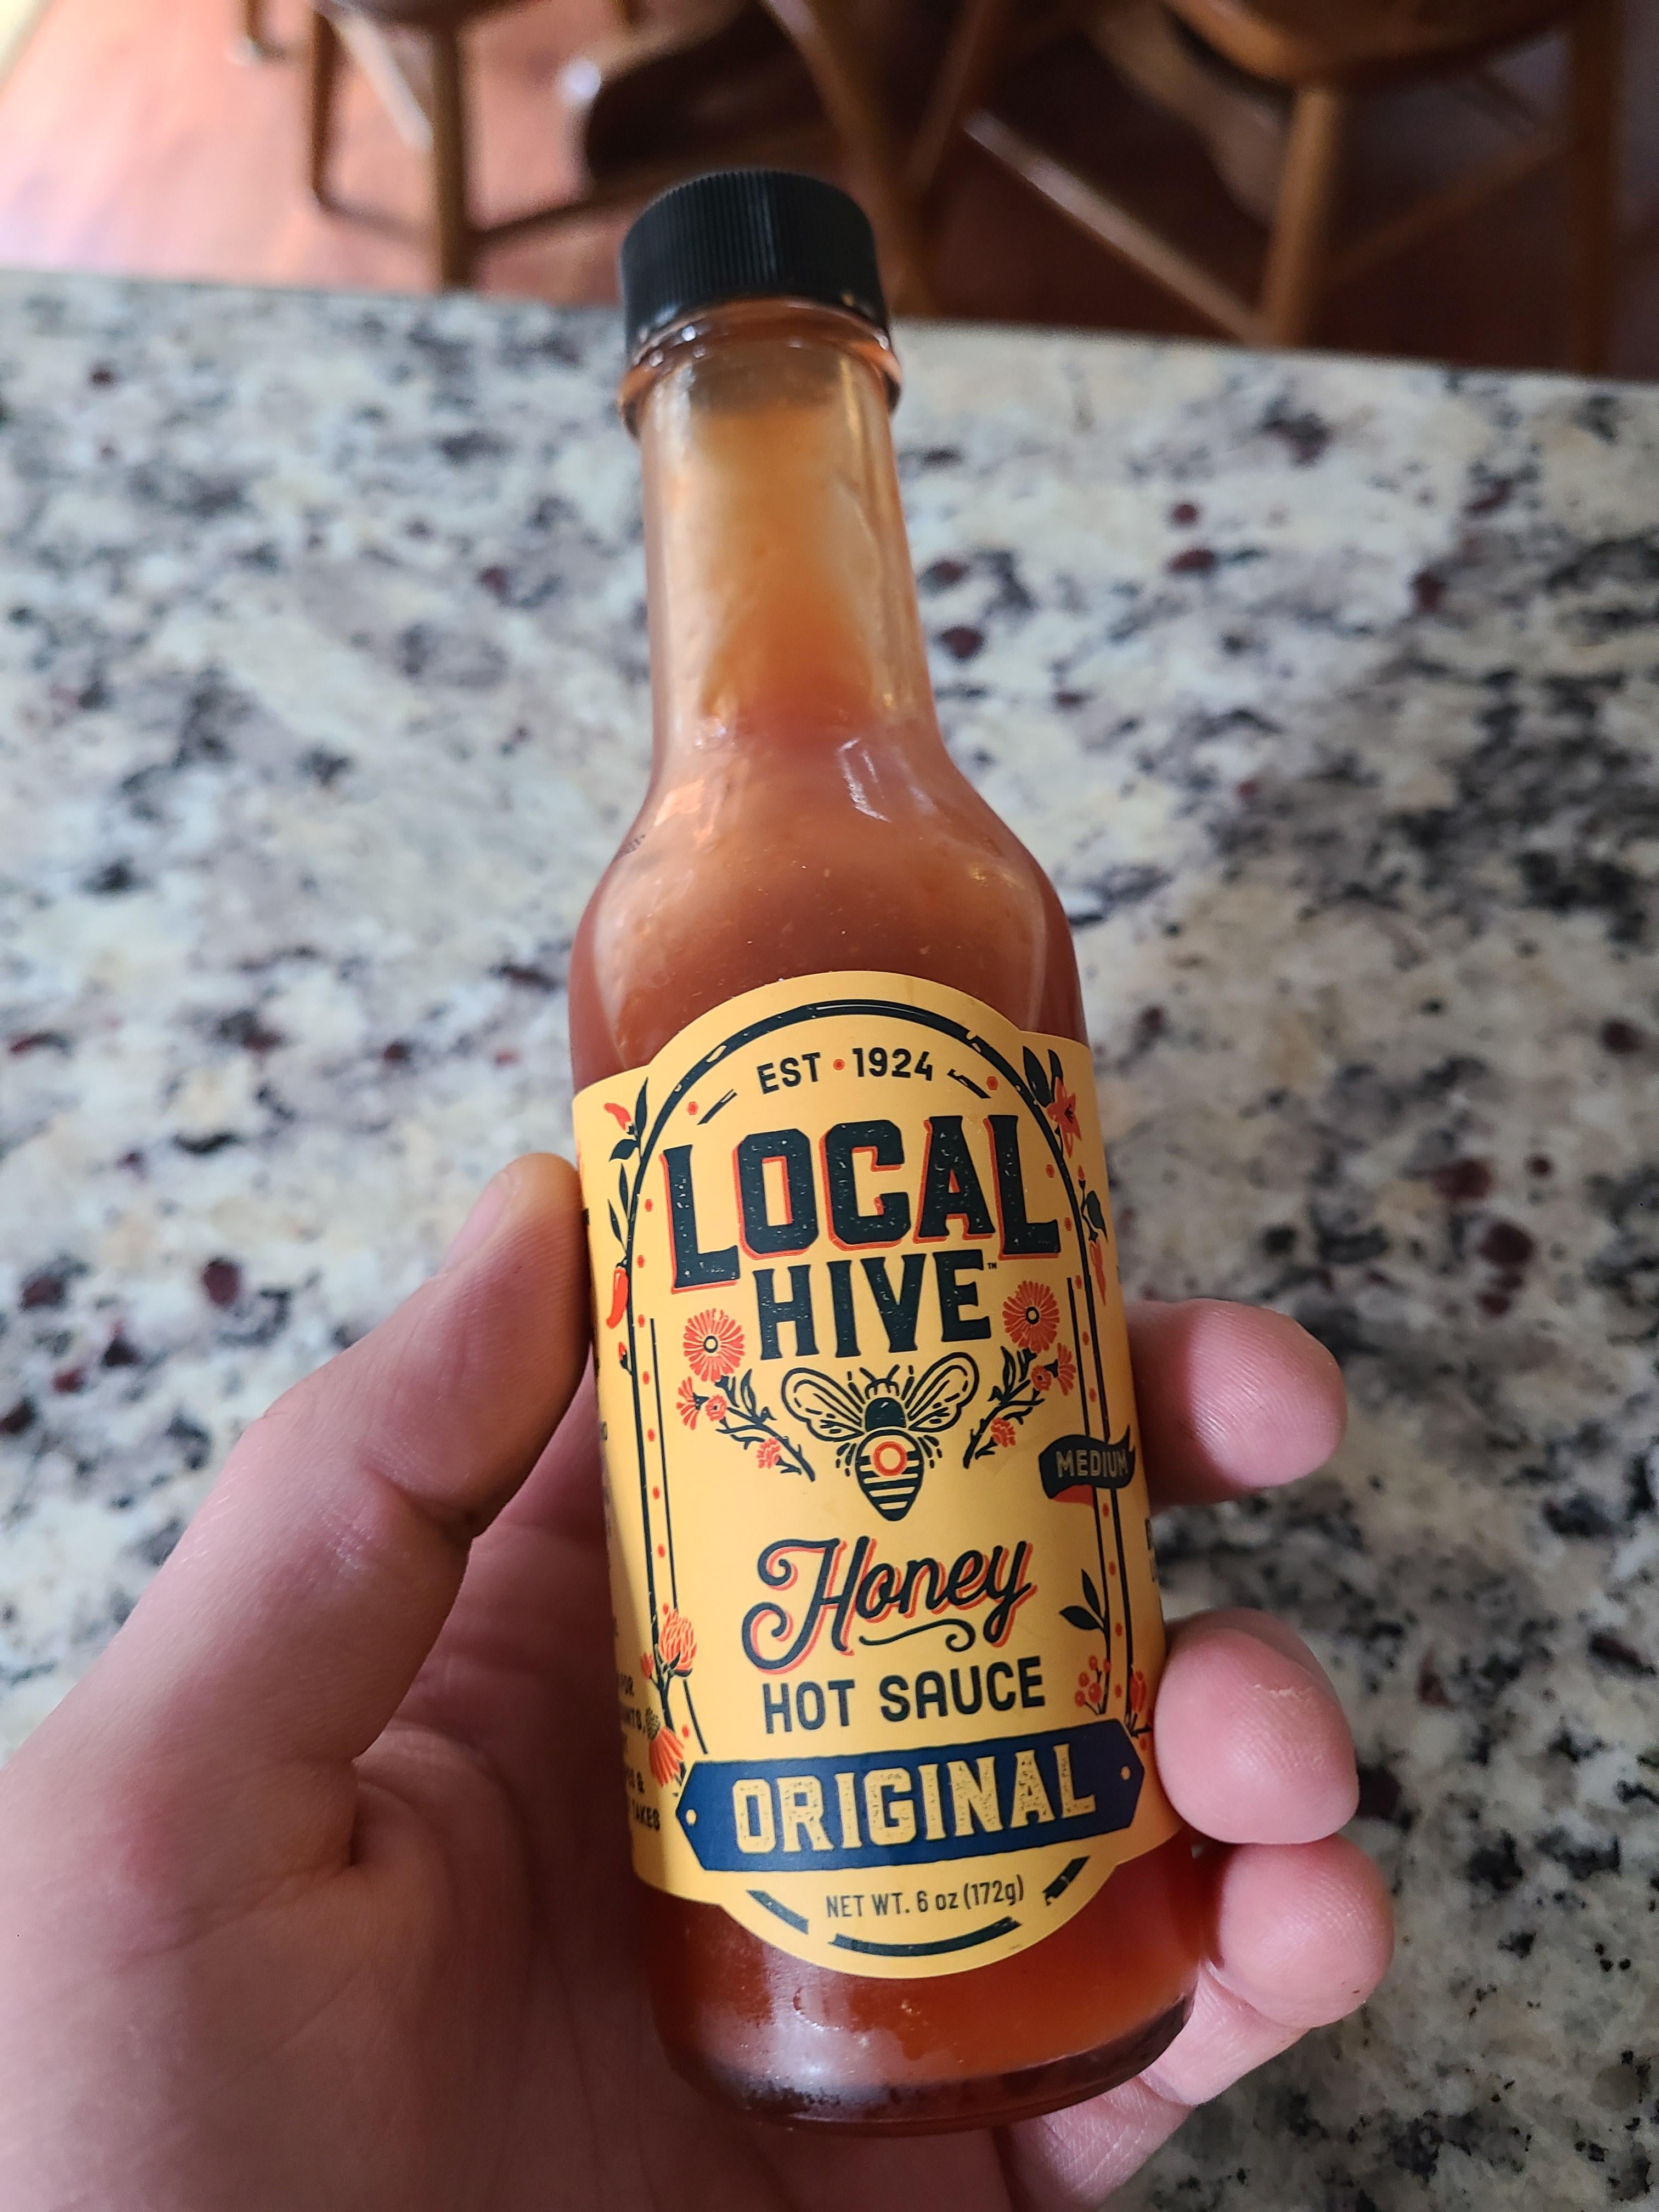 EST • 1924
LOCAL
HIVE™
MEDIUM
Honey
HOT SAUCE
ORIGINAL
NET WT. 6 oz (172g)